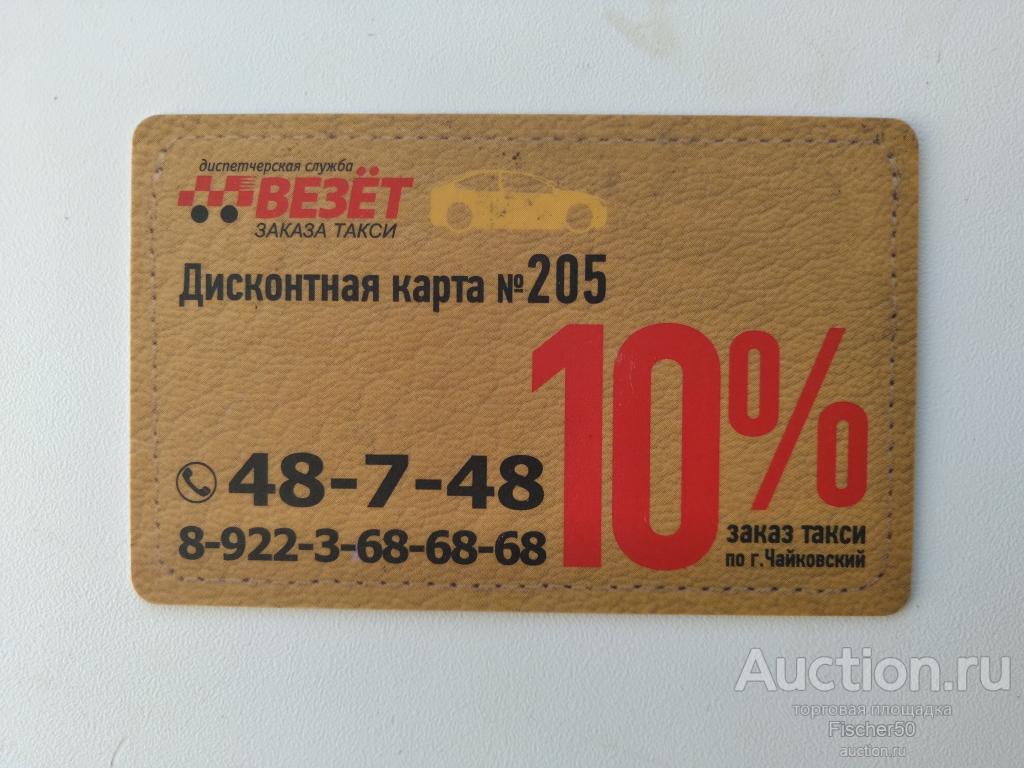 диспетчерская служба
ВЕЗЁТ
ЗАКАЗА ТАКСИ
Дисконтная карта №205
10%
48-7-48
8-922-3-68-68-68
заказ такси
по г.Чайковский
Auction.ru
торговая площадка
Fischer50
auction.ru